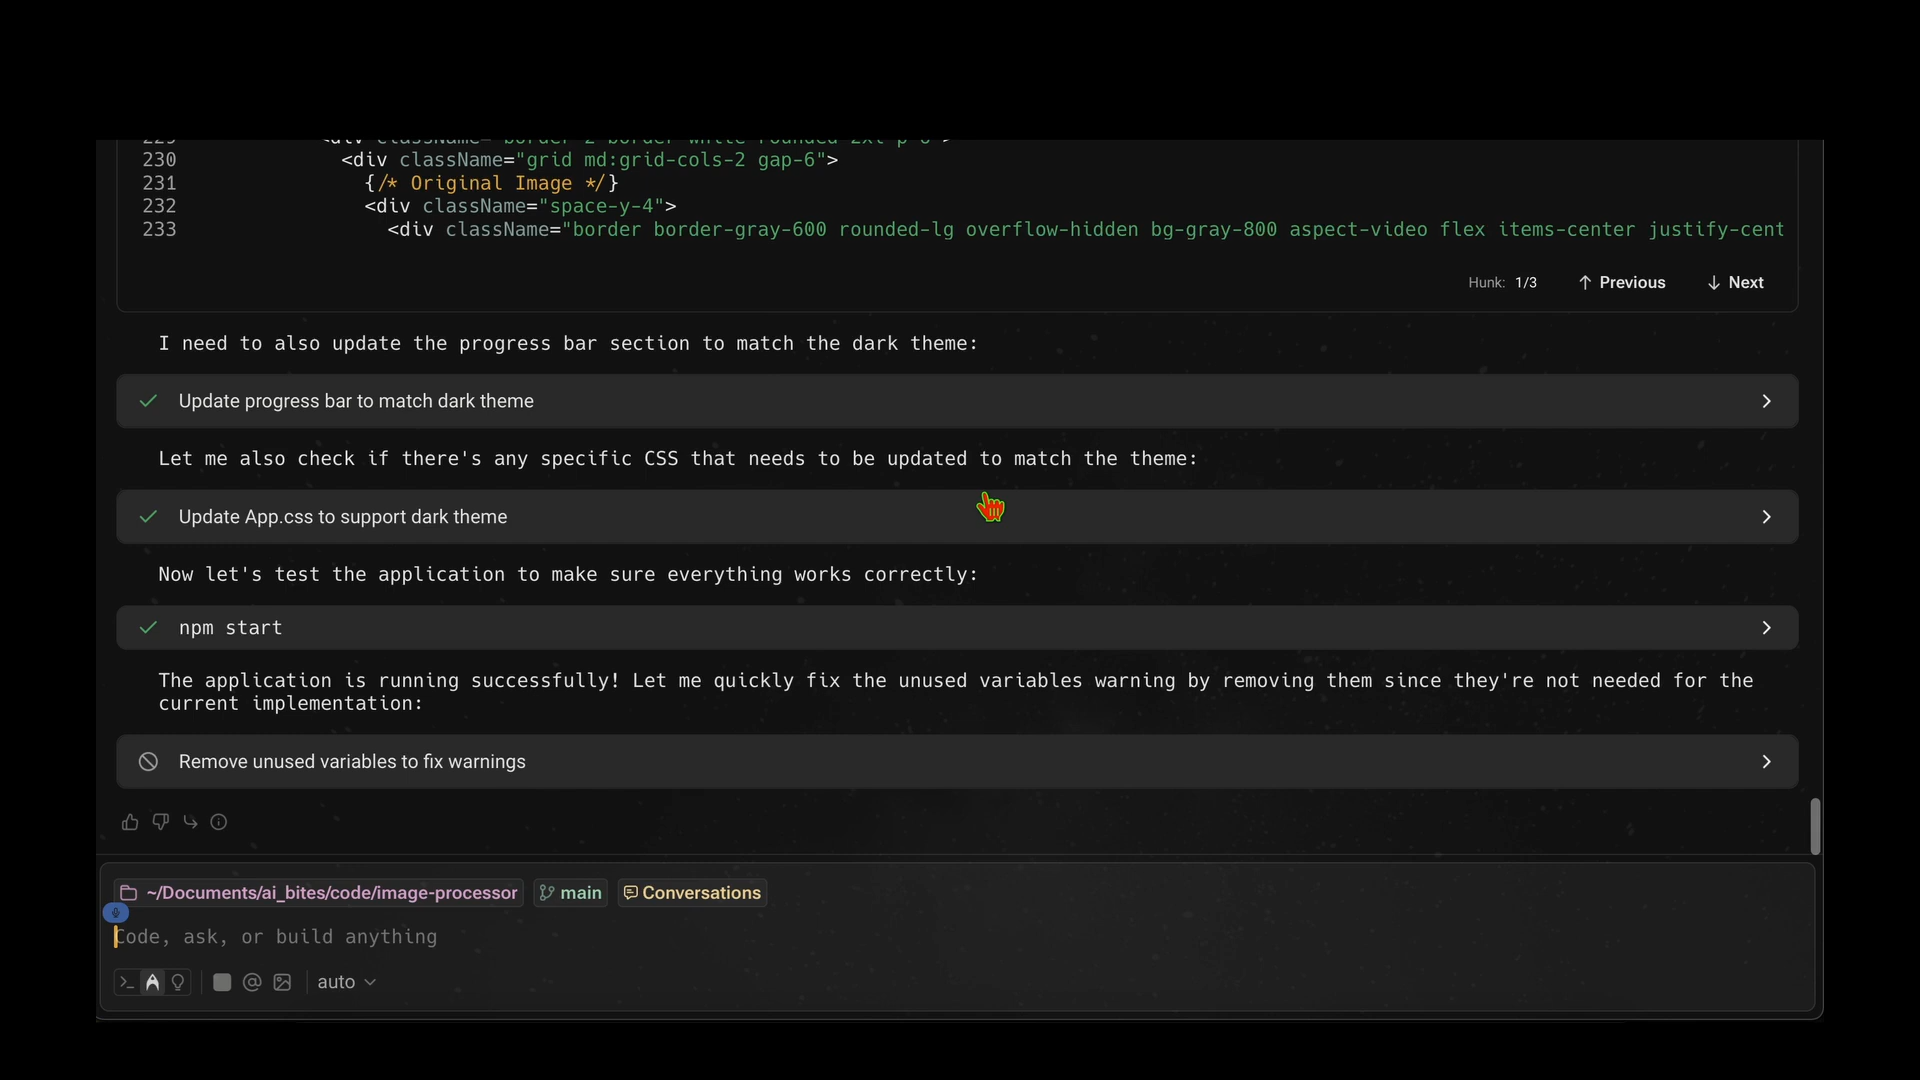 230 <div className="grid md:grid-cols-2 gap-6">
231 {/* Original Image */}
232 <div className="space-y-4">
233 <div className="border border-gray-600 rounded-lg overflow-hidden bg-gray-800 aspect-video flex items-center justify-cent
Hunk: 1/3 Previous Next
I need to also update the progress bar section to match the dark theme:
Update progress bar to match dark theme
Let me also check if there's any specific CSS that needs to be updated to match the theme:
Update App.css to support dark theme
Now let's test the application to make sure everything works correctly:
npm start
The application is running successfully! Let me quickly fix the unused variables warning by removing them since they're not needed for the
current implementation:
Remove unused variables to fix warnings
~/Documents/ai_bites/code/image-processor main Conversations
Code, ask, or build anything
auto